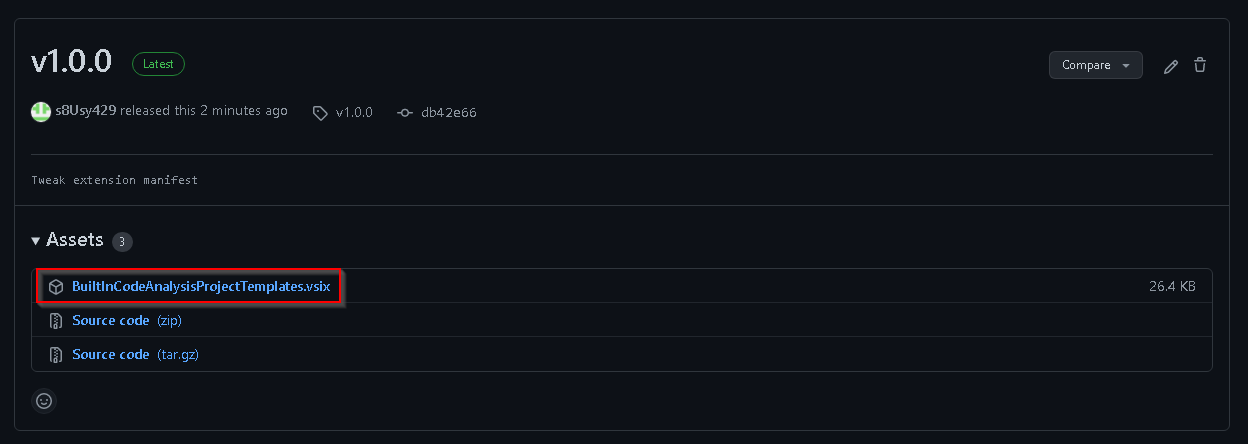 v1.0.0 Latest Compare
s8Usy429 released this 2 minutes ago v1.0.0 db42e66
Tweak extension manifest
Assets 3
BuiltInCodeAnalysisProjectTemplates.vsix 26.4 KB
Source code (zip)
Source code (tar.gz)